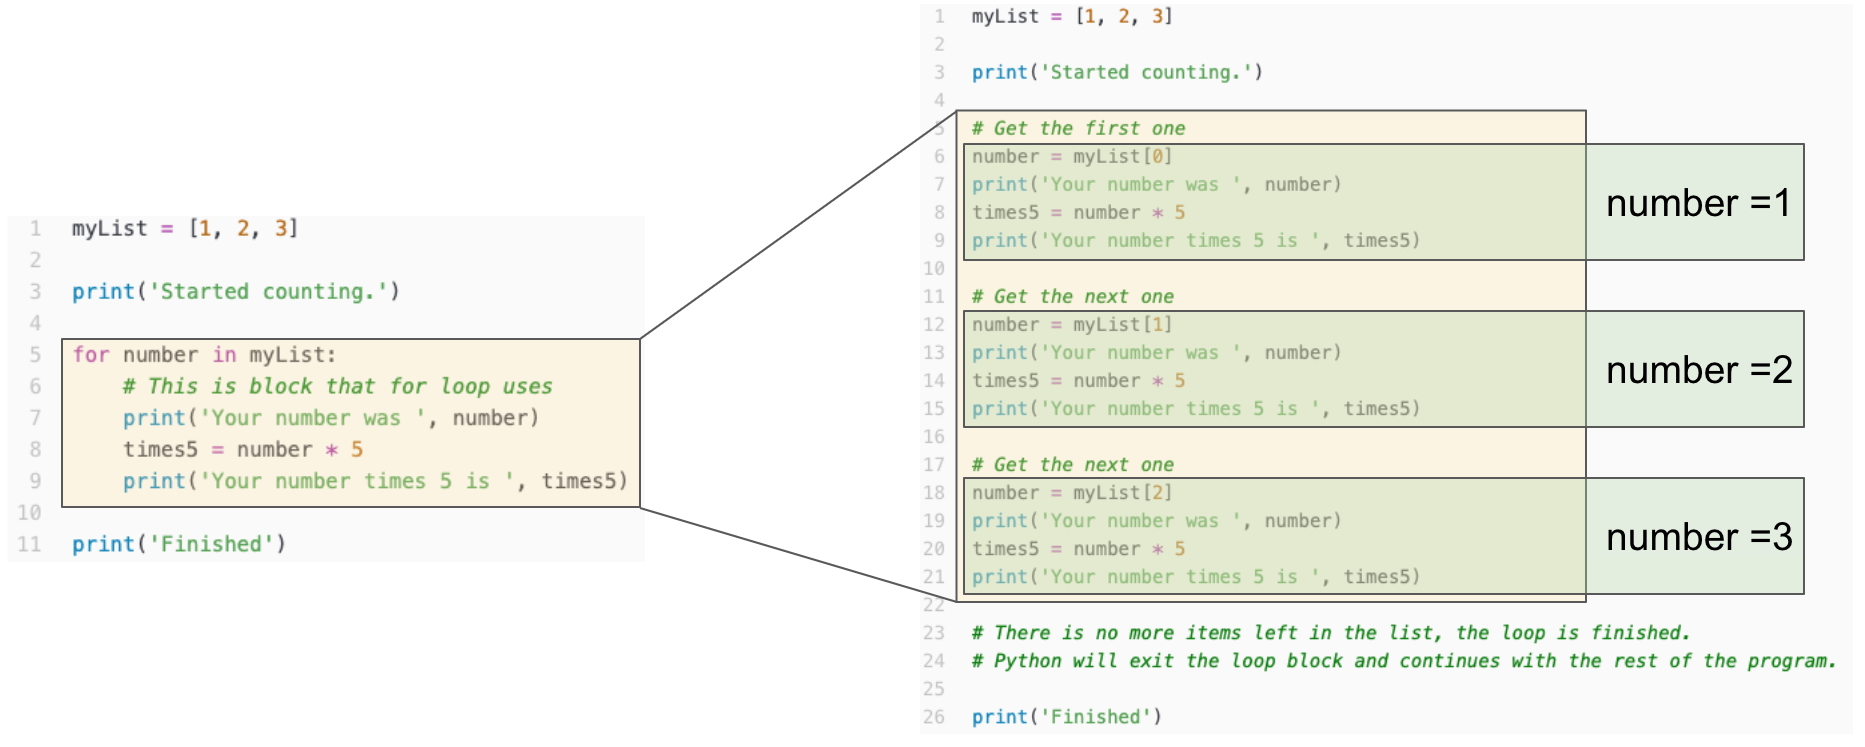 1 myList = [1, 2, 3]
2
3 print('Started counting.')
4
5 for number in myList:
6 # This is block that for loop uses
7 print('Your number was ', number)
8 times5 = number * 5
9 print('Your number times 5 is ', times5)
10
11 print('Finished')
1 myList = [1, 2, 3]
2
3 print('Started counting.')
4
5 # Get the first one
6 number = myList[0]
7 print('Your number was ', number)
8 times5 = number * 5
9 print('Your number times 5 is ', times5)
number =1
10
11 # Get the next one
12 number = myList[1]
13 print('Your number was ', number)
14 times5 = number * 5
15 print('Your number times 5 is ', times5)
number =2
16
17 # Get the next one
18 number = myList[2]
19 print('Your number was ', number)
20 times5 = number * 5
21 print('Your number times 5 is ', times5)
number =3
22
23 # There is no more items left in the list, the loop is finished.
24 # Python will exit the loop block and continues with the rest of the program.
25
26 print('Finished')